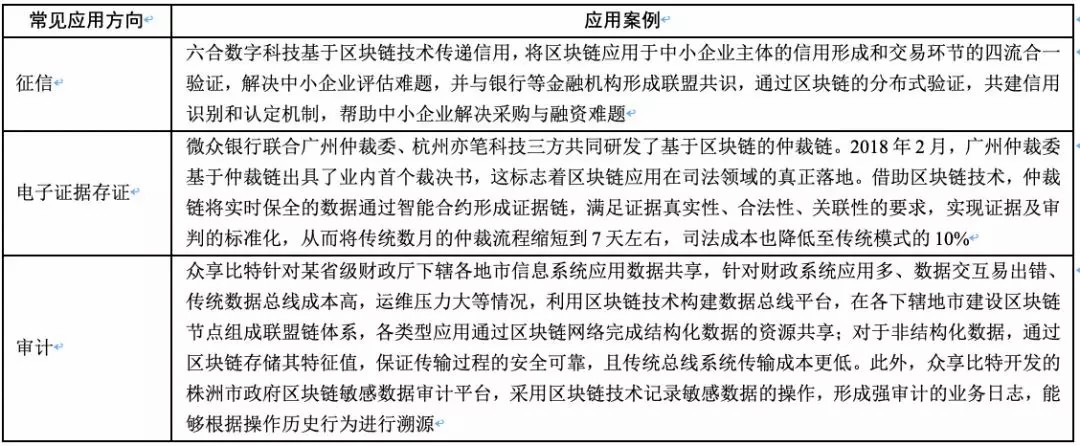 常见应用方向
应用案例
征信
六合数字科技基于区块链技术传递信用，将区块链应用于中小企业主体的信用形成和交易环节的四流合一
验证，解决中小企业评估难题，并与银行等金融机构形成联盟共识，通过区块链的分布式验证，共建信用
识别和认定机制，帮助中小企业解决采购与融资难题
电子证据存证
微众银行联合广州仲裁委、杭州亦笔科技三方共同研发了基于区块链的仲裁链。2018 年 2 月，广州仲裁委
基于仲裁链出具了业内首个裁决书，这标志着区块链应用在司法领域的真正落地。借助区块链技术，仲裁
链将实时保全的数据通过智能合约形成证据链，满足证据真实性、合法性、关联性的要求，实现证据及审
判的标准化，从而将传统数月的仲裁流程缩短到 7 天左右，司法成本也降低至传统模式的 10%
审计
众享比特针对某省级财政厅下辖各地市信息系统应用数据共享，针对财政系统应用多、数据交互易出错、
传统数据总线成本高，运维压力大等情况，利用区块链技术构建数据总线平台，在各下辖地市建设区块链
节点组成联盟链体系，各类型应用通过区块链网络完成结构化数据的资源共享；对于非结构化数据，通过
区块链存储其特征值，保证传输过程的安全可靠，且传统总线系统传输成本更低。此外，众享比特开发的
株洲市政府区块链敏感数据审计平台，采用区块链技术记录敏感数据的操作，形成强审计的业务日志，能
够根据操作历史行为进行溯源